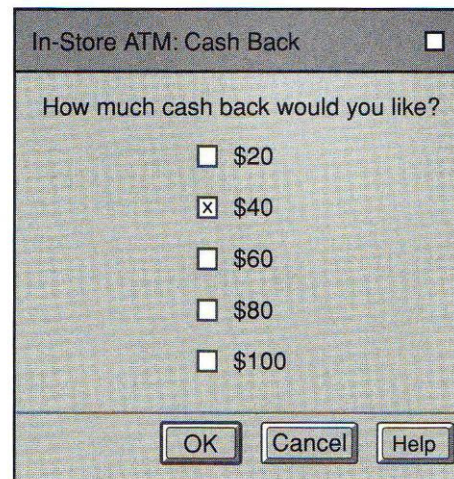 In-Store ATM: Cash Back
How much cash back would you like?
$20
x $40
$60
$80
$100
OK Cancel Help